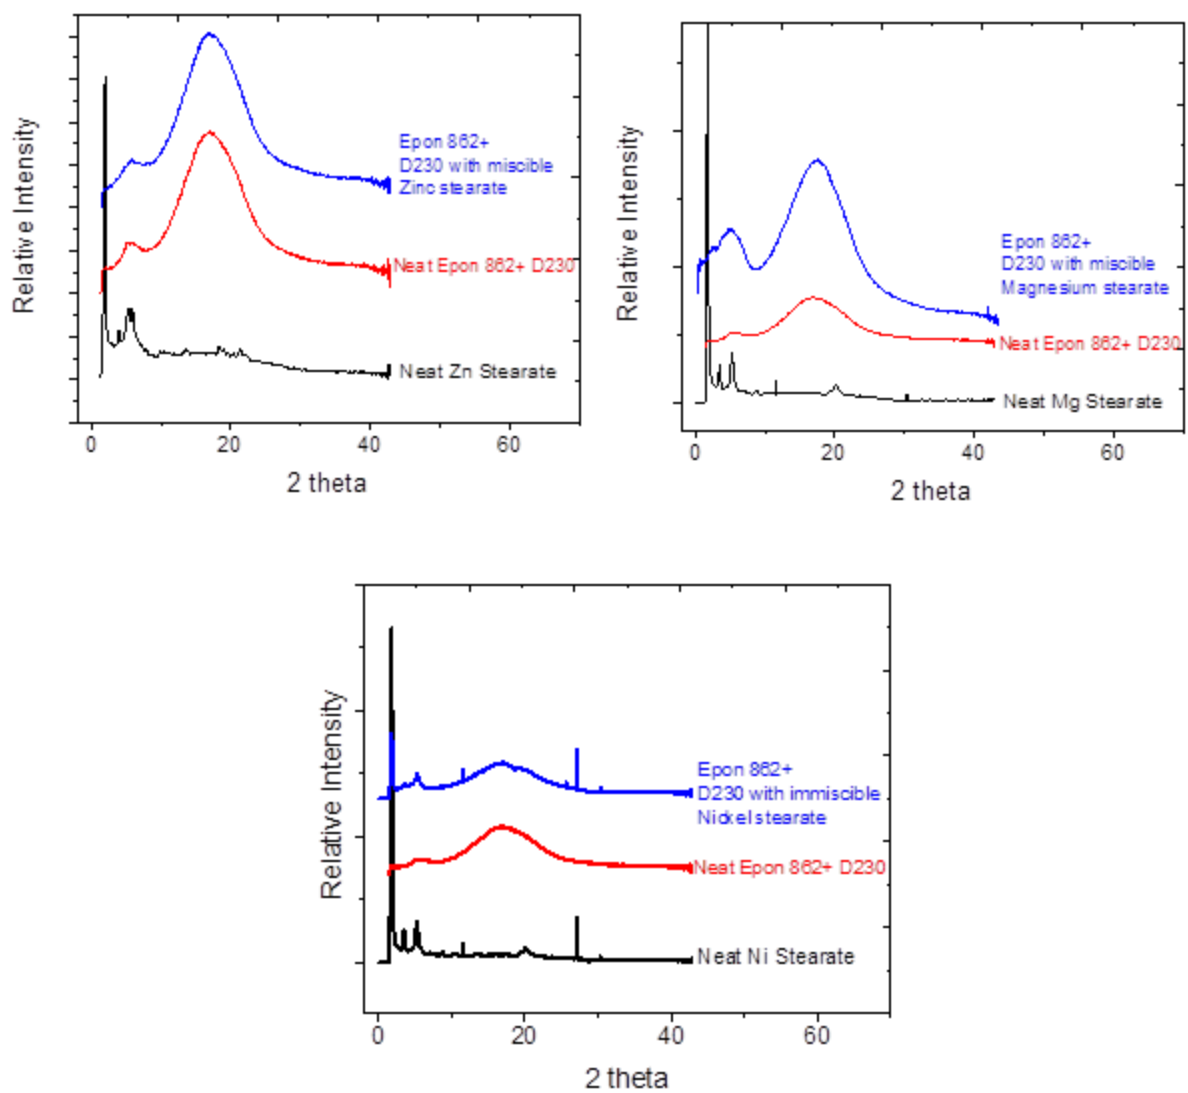 Relative Intensity
Epon 862+
D230 with miscible
Zinc stearate
Neat Epon 862+ D230
Neat Zn Stearate
0 20 40 60
2 theta
Relative Intensity
Epon 862+
D230 with miscible
Magnesium stearate
Neat Epon 862+ D230
Neat Mg Stearate
0 20 40 60
2 theta
Relative Intensity
Epon 862+
D230 with immiscible
Nickel stearate
Neat Epon 862+ D230
Neat Ni Stearate
0 20 40 60
2 theta